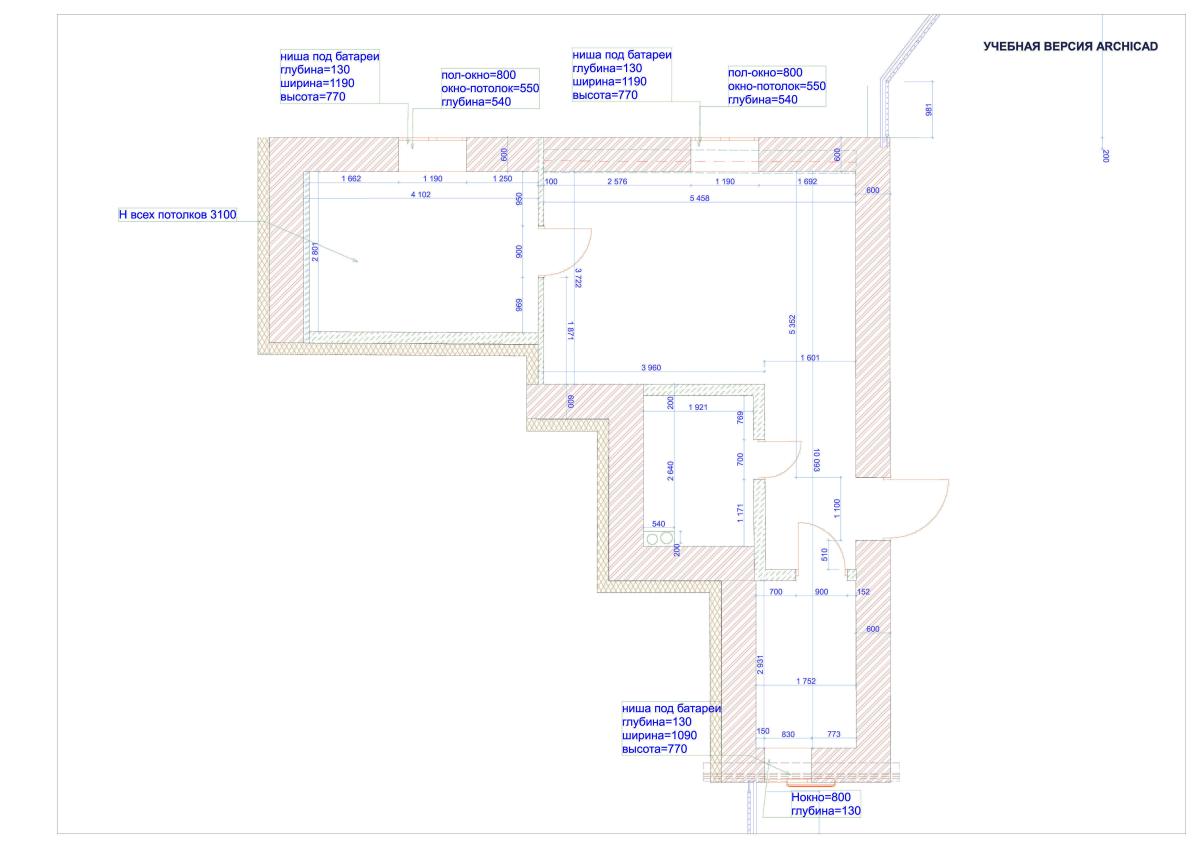 УЧЕБНАЯ ВЕРСИЯ ARCHICAD
ниша под батареи
глубина=130
ширина=1190
высота=770
пол-окно=800
окно-потолок=550
глубина=540
ниша под батареи
глубина=130
ширина=1190
высота=770
пол-окно=800
окно-потолок=550
глубина=540
981
200
600
600
1 662
1 190
1 250
100
2 576
1 190
1 692
600
4 102
950
5 458
Н всех потолков 3100
2 801
900
3 722
969
1 871
5 352
1 601
3 960
600
200
1 921
769
2 640
700
10 093
1 171
1 100
540
200
510
700
900
152
600
2 931
1 752
ниша под батареи
глубина=130
ширина=1090
высота=770
150
830
773
Нокно=800
глубина=130